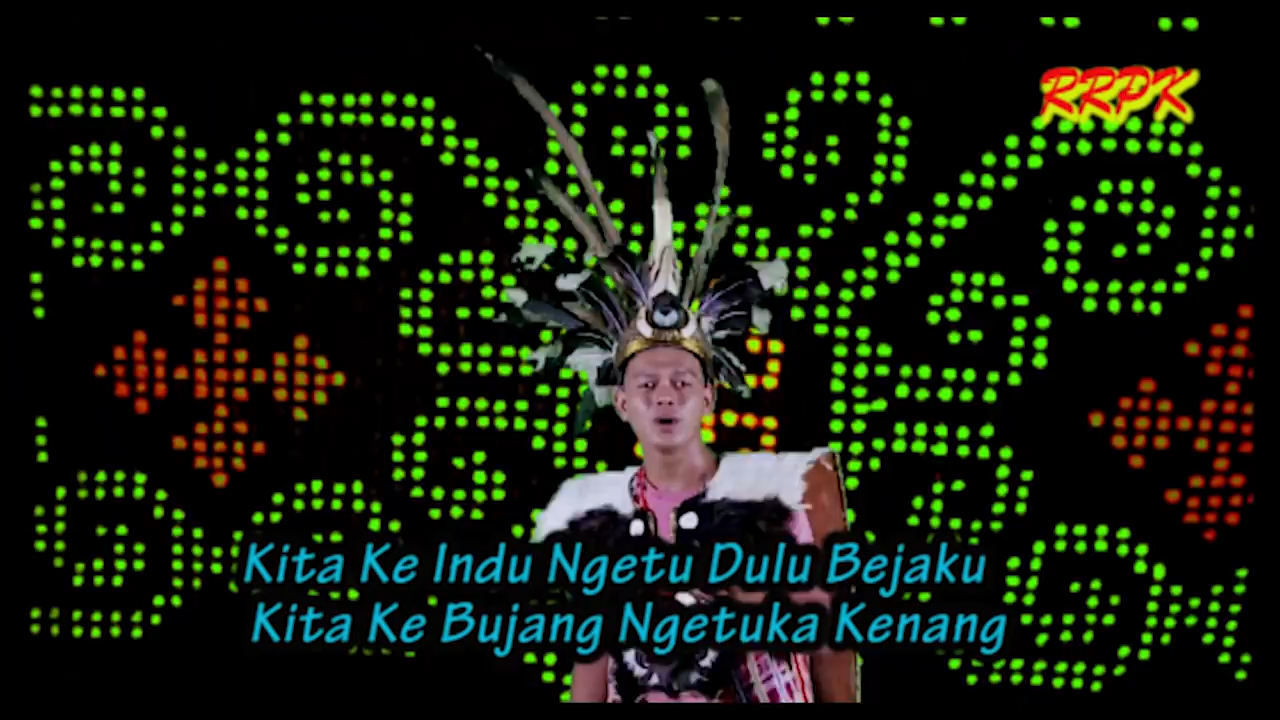 RRPK
Kita Ke Indu Ngetu Dulu Bejaku
Kita Ke Bujang Ngetuka Kenang